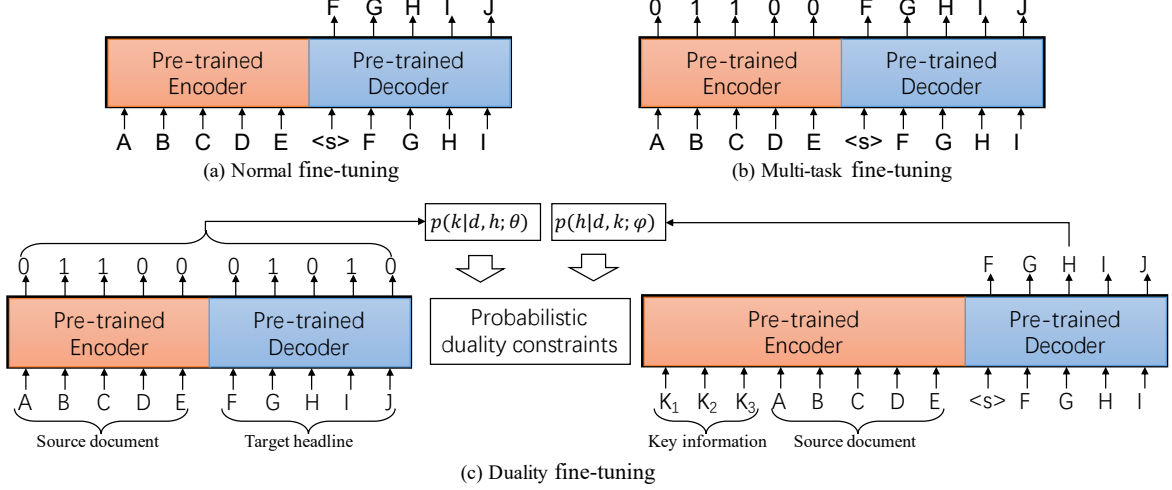 F G H I J
Pre-trained Encoder Pre-trained Decoder
A B C D E <s> F G H I
(a) Normal fine-tuning
0 1 1 0 0 F G H I J
Pre-trained Encoder Pre-trained Decoder
A B C D E <s> F G H I
(b) Multi-task fine-tuning
p(k|d, h; θ) p(h|d, k; φ)
0 1 1 0 0 0 1 0 1 0
Pre-trained Encoder Pre-trained Decoder
A B C D E F G H I J
Source document Target headline
Probabilistic
duality constraints
F G H I J
Pre-trained Encoder Pre-trained Decoder
K₁ K₂ K₃ A B C D E <s> F G H I
Key information Source document
(c) Duality fine-tuning